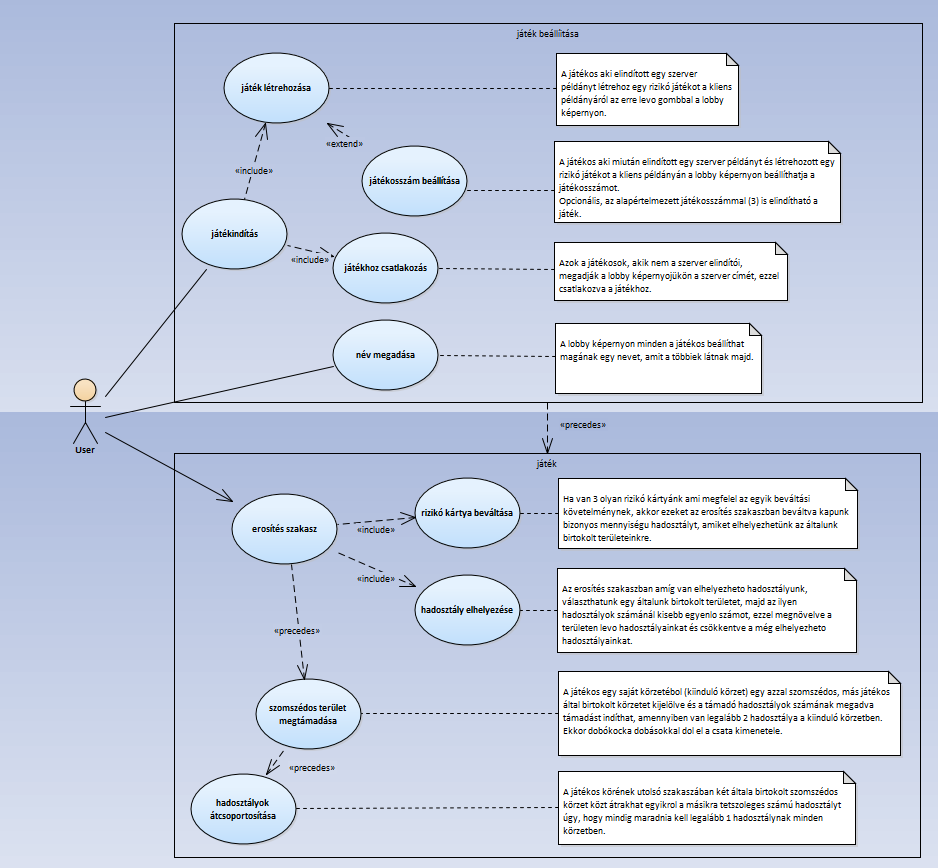 játék beállítása
játék létrehozása
A játékos aki elindított egy szerver
példányt létrehoz egy rizikó játékot a kliens
példányáról az erre levo gombbal a lobby
képernyon.
«include»
«extend»
játékosszám beállítása
A játékos aki miután elindított egy szerver példányt és létrehozott egy
rizikó játékot a kliens példányán a lobby képernyon beállíthatja a
játékosszámot.
Opcionális, az alapértelmezett játékosszámmal (3) is elindítható a
játék.
játékindítás
«include»
játékhoz csatlakozás
Azok a játékosok, akik nem a szerver elindítói,
megadják a lobby képernyojükön a szerver címét, ezzel
csatlakozva a játékhoz.
név megadása
A lobby képernyon minden a játékos beállíthat
magának egy nevet, amit a többiek látnak majd.
User
«precedes»
játék
erosítés szakasz
«include»
rizikó kártya beváltása
Ha van 3 olyan rizikó kártyánk ami megfelel az egyik beváltási
követelménynek, akkor ezeket az erosítés szakaszban beváltva kapunk
bizonyos mennyiségu hadosztályt, amiket elhelyezhetünk az általunk
birtokolt területeinkre.
«include»
hadosztály elhelyezése
Az erosítés szakaszban amíg van elhelyezheto hadosztályunk,
választhatunk egy általunk birtokolt területet, majd az ilyen
hadosztályok számánál kisebb egyenlo számot, ezzel megnövelve a
területen levo hadosztályainkat és csökkentve a még elhelyezheto
hadosztályainkat.
«precedes»
szomszédos terület
megtámadása
A játékos egy saját körzetébol (kiinduló körzet) egy azzal szomszédos, más játékos
által birtokolt körzetet kijelölve és a támadó hadosztályok számának megadva
támadást indíthat, amennyiben van legalább 2 hadosztálya a kiinduló körzetben.
Ekkor dobókocka dobásokkal dol el a csata kimenetele.
«precedes»
hadosztályok
átcsoportosítása
A játékos körének utolsó szakaszában két általa birtokolt szomszédos
körzet közt átrakhat egyikrol a másikra tetszoleges számú hadosztályt
úgy, hogy mindig maradnia kell legalább 1 hadosztálynak minden
körzetben.